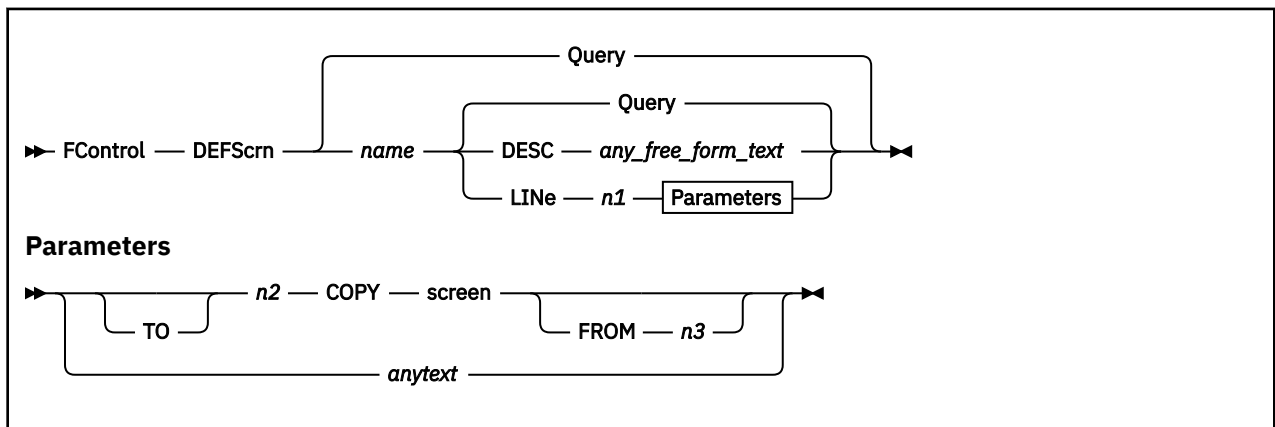 Query
Query
FControl DEFScrn name DESC any_free_form_text
LINe n1 Parameters
Parameters
n2 COPY screen
TO FROM n3
anytext